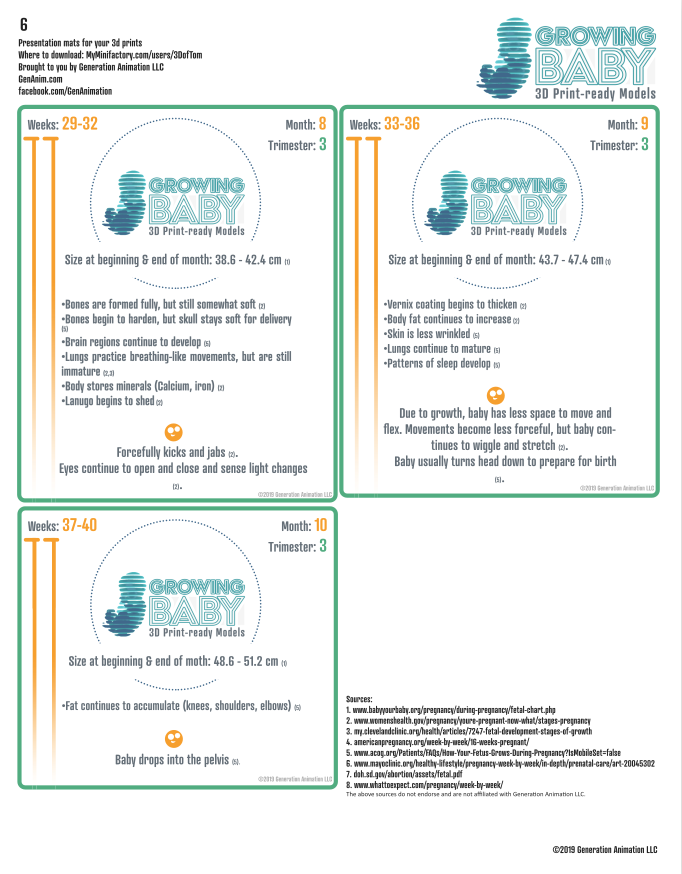 6
Presentation mats for your 3d prints
Where to download: MyMinifactory.com/users/3DofTom
Brought to you by Generation Animation LLC
GenAnim.com
facebook.com/GenAnimation
GROWING
BABY
3D Print-ready Models
Weeks: 29-32
Month: 8
Trimester: 3
GROWING
BABY
3D Print-ready Models
Size at beginning & end of month: 38.6 - 42.4 cm (1)
•Bones are formed fully, but still somewhat soft (2)
•Bones begin to harden, but skull stays soft for delivery
(5)
•Brain regions continue to develop (5)
•Lungs practice breathing-like movements, but are still
immature (2,3)
•Body stores minerals (Calcium, iron) (2)
•Lanugo begins to shed (2)
Forcefully kicks and jabs (2).
Eyes continue to open and close and sense light changes
(2).
©2019 Generation Animation LLC
Weeks: 33-36
Month: 9
Trimester: 3
GROWING
BABY
3D Print-ready Models
Size at beginning & end of month: 43.7 - 47.4 cm (1)
•Vernix coating begins to thicken (2)
•Body fat continues to increase (2)
•Skin is less wrinkled (5)
•Lungs continue to mature (5)
•Patterns of sleep develop (5)
Due to growth, baby has less space to move and
flex. Movements become less forceful, but baby con-
tinues to wiggle and stretch (2).
Baby usually turns head down to prepare for birth
(5).
©2019 Generation Animation LLC
Weeks: 37-40
Month: 10
Trimester: 3
GROWING
BABY
3D Print-ready Models
Size at beginning & end of moth: 48.6 - 51.2 cm (1)
•Fat continues to accumulate (knees, shoulders, elbows) (5)
Baby drops into the pelvis (5).
©2019 Generation Animation LLC
Sources:
1. www.babyyourbaby.org/pregnancy/during-pregnancy/fetal-chart.php
2. www.womenshealth.gov/pregnancy/youre-pregnant-now-what/stages-pregnancy
3. my.clevelandclinic.org/health/articles/7247-fetal-development-stages-of-growth
4. americanpregnancy.org/week-by-week/16-weeks-pregnant/
5. www.acog.org/Patients/FAQs/How-Your-Fetus-Grows-During-Pregnancy?IsMobileSet=false
6. www.mayoclinic.org/healthy-lifestyle/pregnancy-week-by-week/in-depth/prenatal-care/art-20045302
7. doh.sd.gov/abortion/assets/fetal.pdf
8. www.whattoexpect.com/pregnancy/week-by-week/
The above sources do not endorse and are not affiliated with Generation Animation LLC.
©2019 Generation Animation LLC